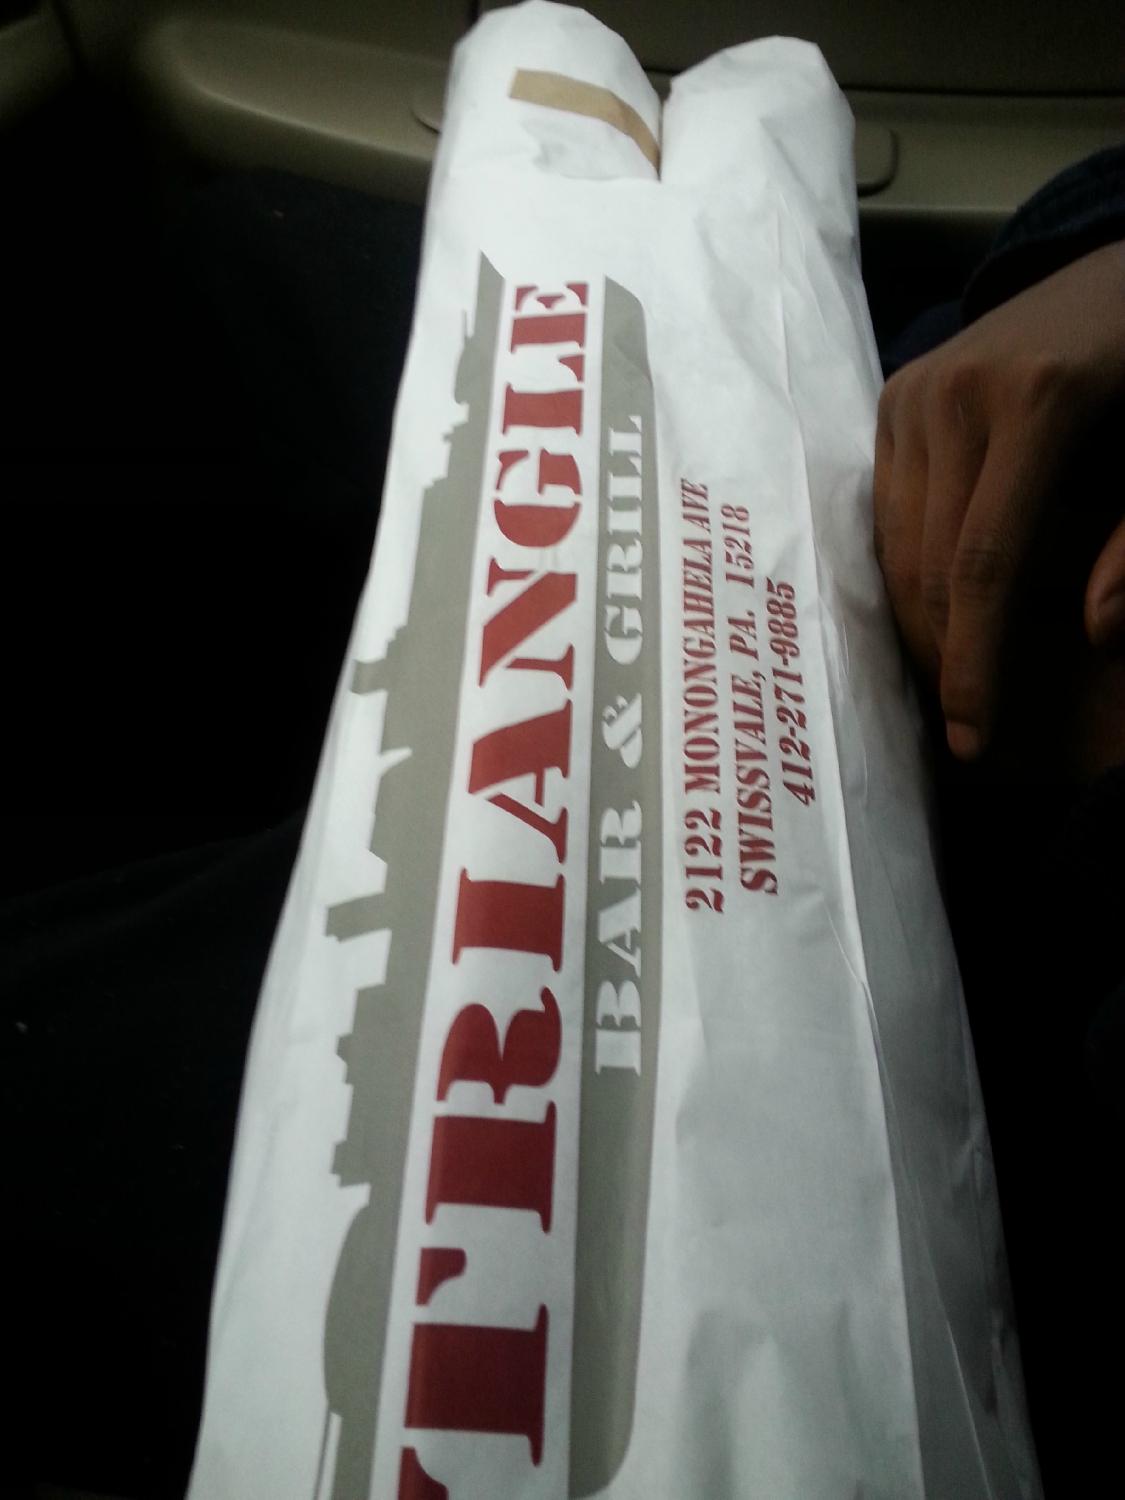 TRIANGLE
BAR & GRILL
2122 MONONGAHELA AVE
SWISSVALE, PA. 15218
412-271-9885